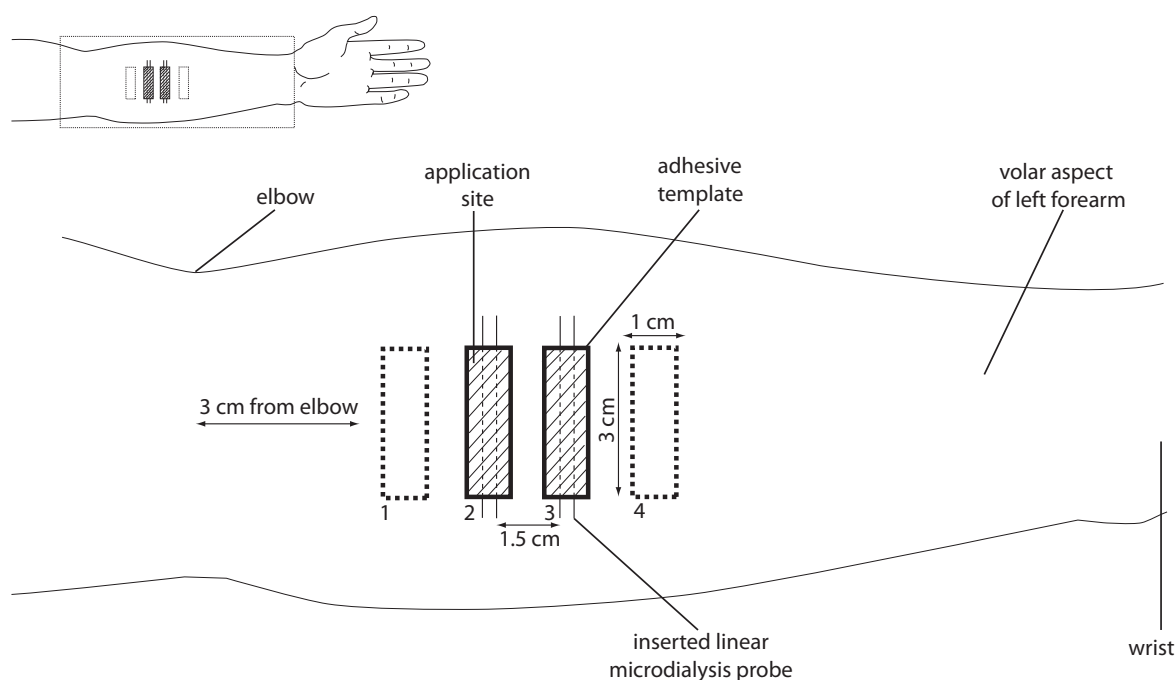 elbow
application
site
adhesive
template
volar aspect
of left forearm
1 cm
3 cm from elbow
3 cm
1
2
3
4
1.5 cm
inserted linear
microdialysis probe
wrist